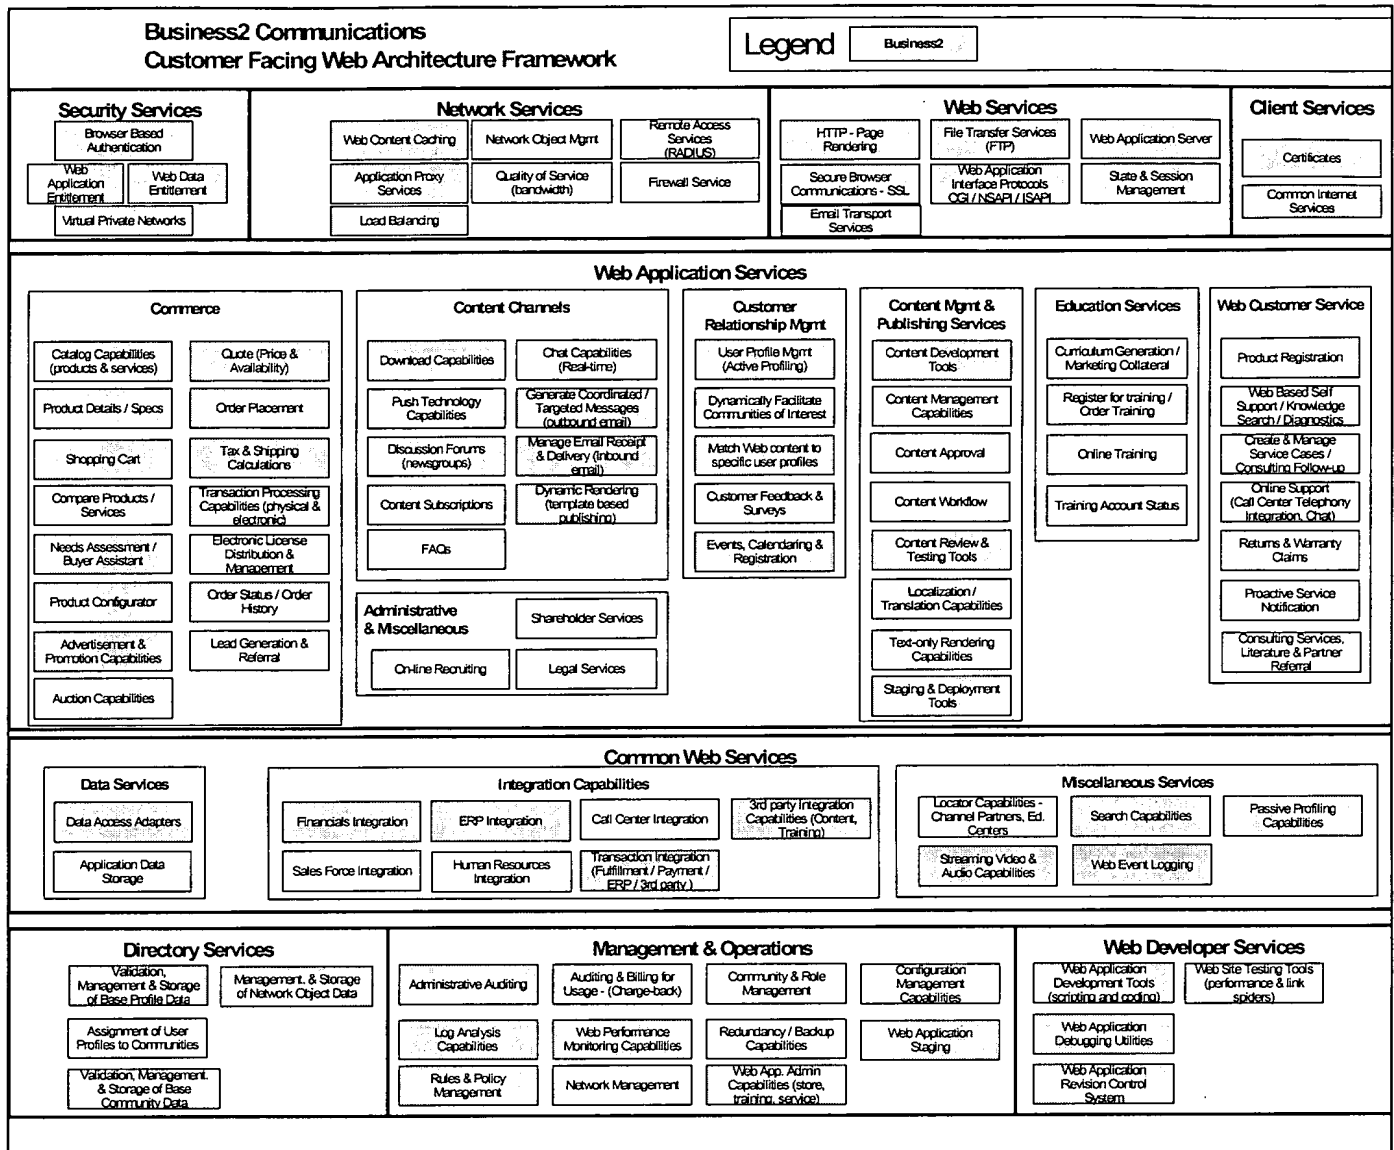 Business2 Communications
Customer Facing Web Architecture Framework
Legend
Business2
Security Services
Browser Based
Authentication
Web
Application
Entitlement
Web Data
Entitlement
Virtual Private Networks
Network Services
Web Content Caching
Network Object Mgmt
Remote Access
Services
(RADIUS)
Application Proxy
Services
Quality of Service
(bandwidth)
Firewall Service
Load Balancing
Web Services
HTTP - Page
Rendering
File Transfer Services
(FTP)
Web Application Server
Secure Browser
Communications - SSL
Web Application
Interface Protocols
CGI / NSAPI / ISAPI
State & Session
Management
Email Transport
Services
Client Services
Certificates
Common Internet
Services
Web Application Services
Commerce
Catalog Capabilities
(products & services)
Quote (Price &
Availability)
Product Details / Specs
Order Placement
Shopping Cart
Tax & Shipping
Calculations
Compare Products /
Services
Transaction Processing
Capabilities (physical &
electronic)
Needs Assessment /
Buyer Assistant
Electronic License
Distribution &
Management
Product Configurator
Order Status / Order
History
Advertisement &
Promotion Capabilities
Lead Generation &
Referral
Auction Capabilities
Content Channels
Download Capabilities
Chat Capabilities
(Real-time)
Push Technology
Capabilities
Generate Coordinated /
Targeted Messages
(outbound email)
Discussion Forums
(newsgroups)
Manage Email Receipt
& Delivery (inbound
email)
Content Subscriptions
Dynamic Rendering
(template based
publishing)
FAQs
Administrative
& Miscellaneous
Shareholder Services
On-line Recruiting
Legal Services
Customer
Relationship Mgmt
User Profile Mgmt
(Active Profiling)
Dynamically Facilitate
Communities of Interest
Match Web content to
specific user profiles
Customer Feedback &
Surveys
Events, Calendaring &
Registration
Content Mgmt &
Publishing Services
Content Development
Tools
Content Management
Capabilities
Content Approval
Content Workflow
Content Review &
Testing Tools
Localization /
Translation Capabilities
Text-only Rendering
Capabilities
Staging & Deployment
Tools
Education Services
Curriculum Generation /
Marketing Collateral
Register for training /
Order Training
Online Training
Training Account Status
Web Customer Service
Product Registration
Web Based Self
Support / Knowledge
Search / Diagnostics
Create & Manage
Service Cases /
Consulting Follow-up
Online Support
(Call Center Telephony
Integration, Chat)
Returns & Warranty
Claims
Proactive Service
Notification
Consulting Services,
Literature & Partner
Referral
Common Web Services
Data Services
Data Access Adapters
Application Data
Storage
Integration Capabilities
Financials Integration
ERP Integration
Call Center Integration
3rd party Integration
Capabilities (Content,
Training)
Sales Force Integration
Human Resources
Integration
Transaction Integration
(Fulfillment / Payment /
ERP / 3rd party )
Miscellaneous Services
Locator Capabilities -
Channel Partners, Ed.
Centers
Search Capabilities
Passive Profiling
Capabilities
Streaming Video &
Audio Capabilities
Web Event Logging
Directory Services
Validation,
Management & Storage
of Base Profile Data
Management. & Storage
of Network Object Data
Assignment of User
Profiles to Communities
Validation, Management.
& Storage of Base
Community Data
Management & Operations
Administrative Auditing
Auditing & Billing for
Usage - (Charge-back)
Community & Role
Management
Configuration
Management
Capabilities
Log Analysis
Capabilities
Web Performance
Monitoring Capabilities
Redundancy / Backup
Capabilities
Web Application
Staging
Rules & Policy
Management
Network Management
Web App. Admin
Capabilities (store,
training, service)
Web Developer Services
Web Application
Development Tools
(scripting and coding)
Web Site Testing Tools
(performance & link
spiders)
Web Application
Debugging Utilities
Web Application
Revision Control
System